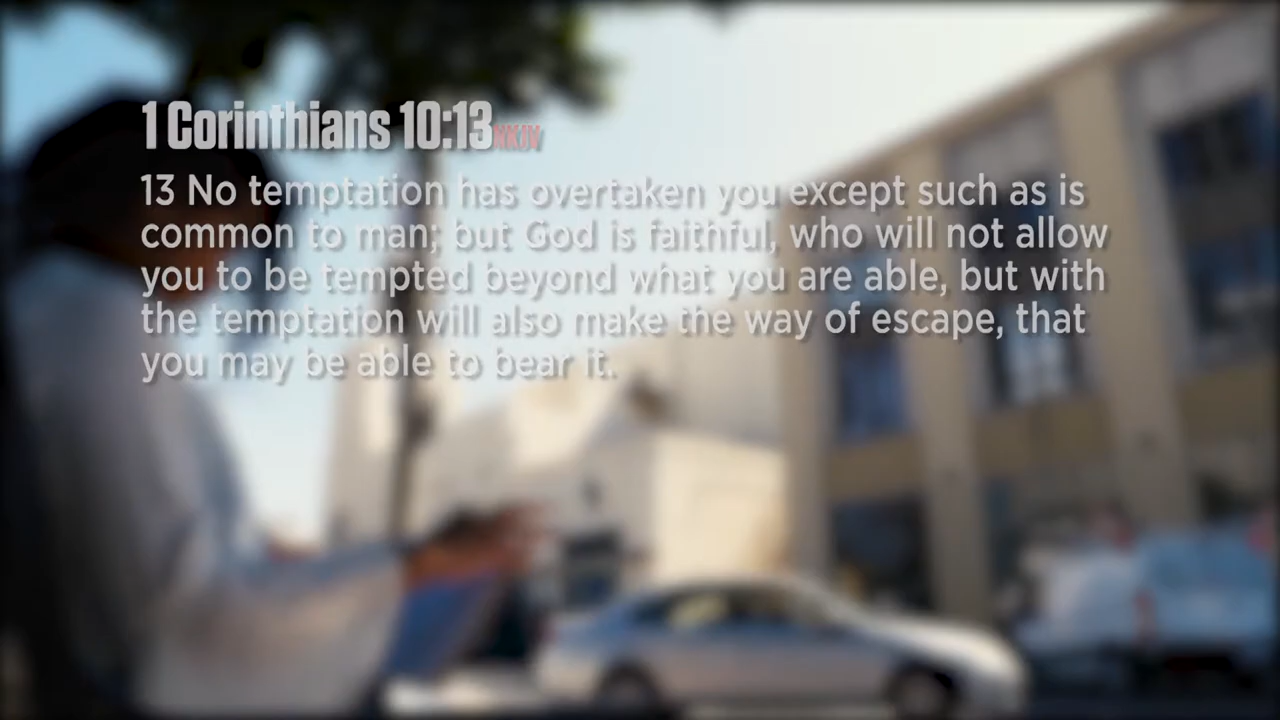 1 Corinthians 10:13 NKJV
13 No temptation has overtaken you except such as is
common to man; but God is faithful, who will not allow
you to be tempted beyond what you are able, but with
the temptation will also make the way of escape, that
you may be able to bear it.